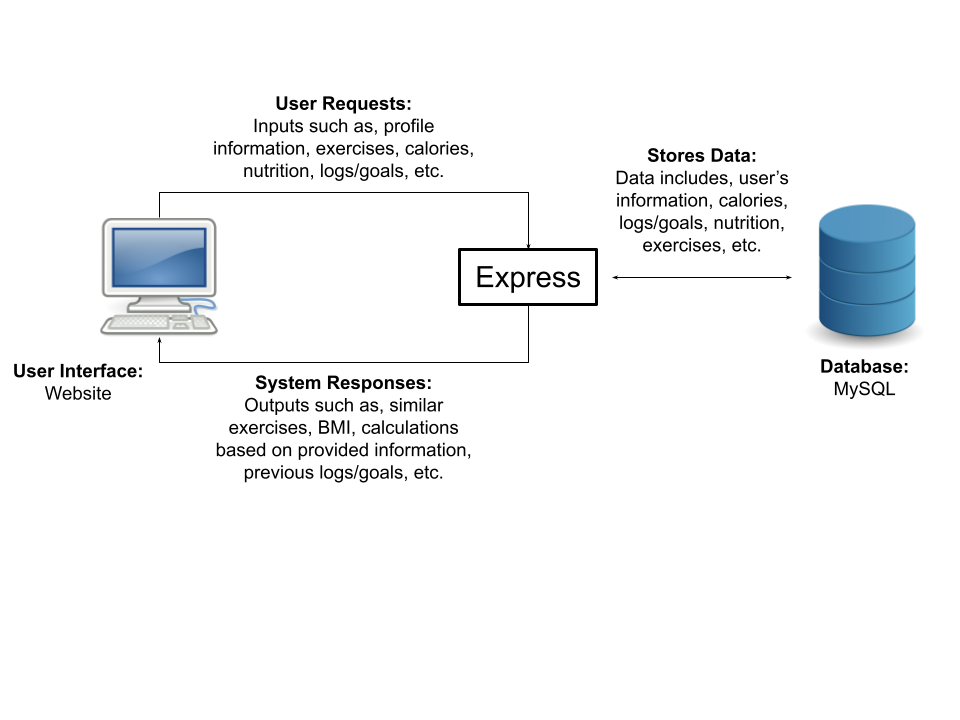 User Requests:
Inputs such as, profile
information, exercises, calories,
nutrition, logs/goals, etc.
Stores Data:
Data includes, user's
information, calories,
logs/goals, nutrition,
exercises, etc.
Express
User Interface:
Website
System Responses:
Outputs such as, similar
exercises, BMI, calculations
based on provided information,
previous logs/goals, etc.
Database:
MySQL